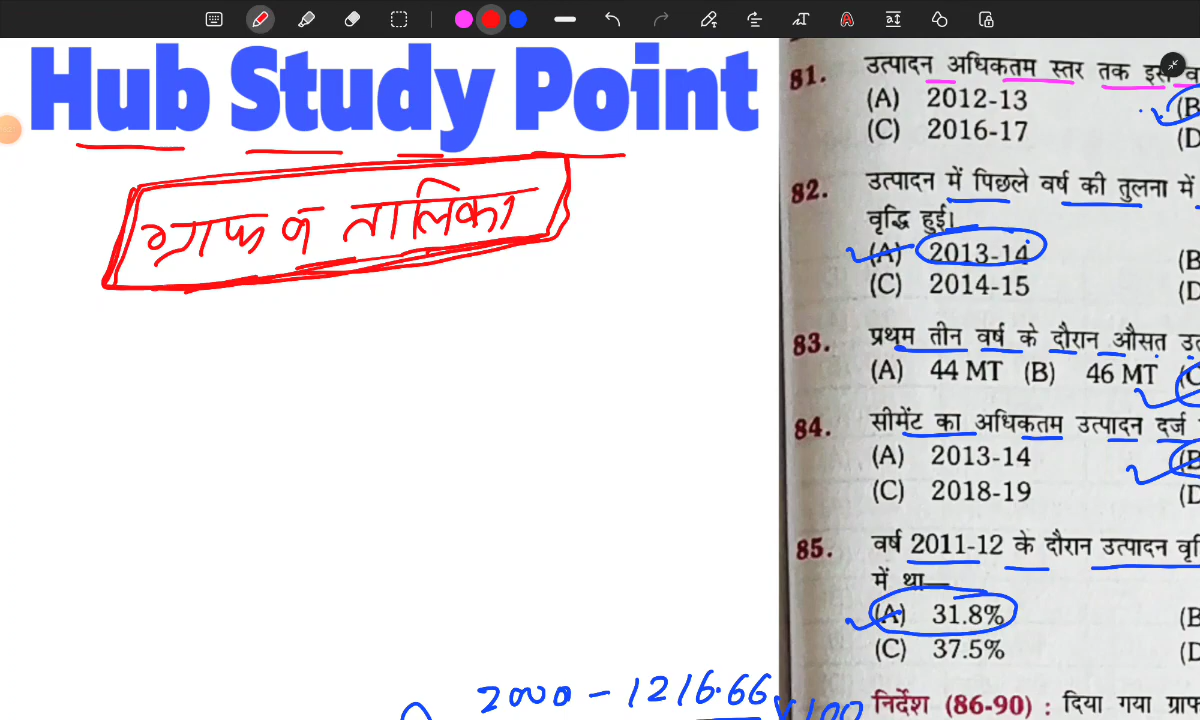 Hub Study Point
ग्राफ व तालिका
2000 - 1216.66
× 100
81. उत्पादन अधिकतम स्तर तक इस व
(A) 2012-13 (B
(C) 2016-17 (D
82. उत्पादन में पिछले वर्ष की तुलना में
वृद्धि हुई।
(A) 2013-14 (B
(C) 2014-15 (D
83. प्रथम तीन वर्ष के दौरान औसत उत
(A) 44 MT (B) 46 MT (C
84. सीमेंट का अधिकतम उत्पादन दर्ज
(A) 2013-14 (B
(C) 2018-19 (D
85. वर्ष 2011-12 के दौरान उत्पादन वृ
में था—
(A) 31.8% (B
(C) 37.5% (D
निर्देश (86-90) : दिया गया ग्राप